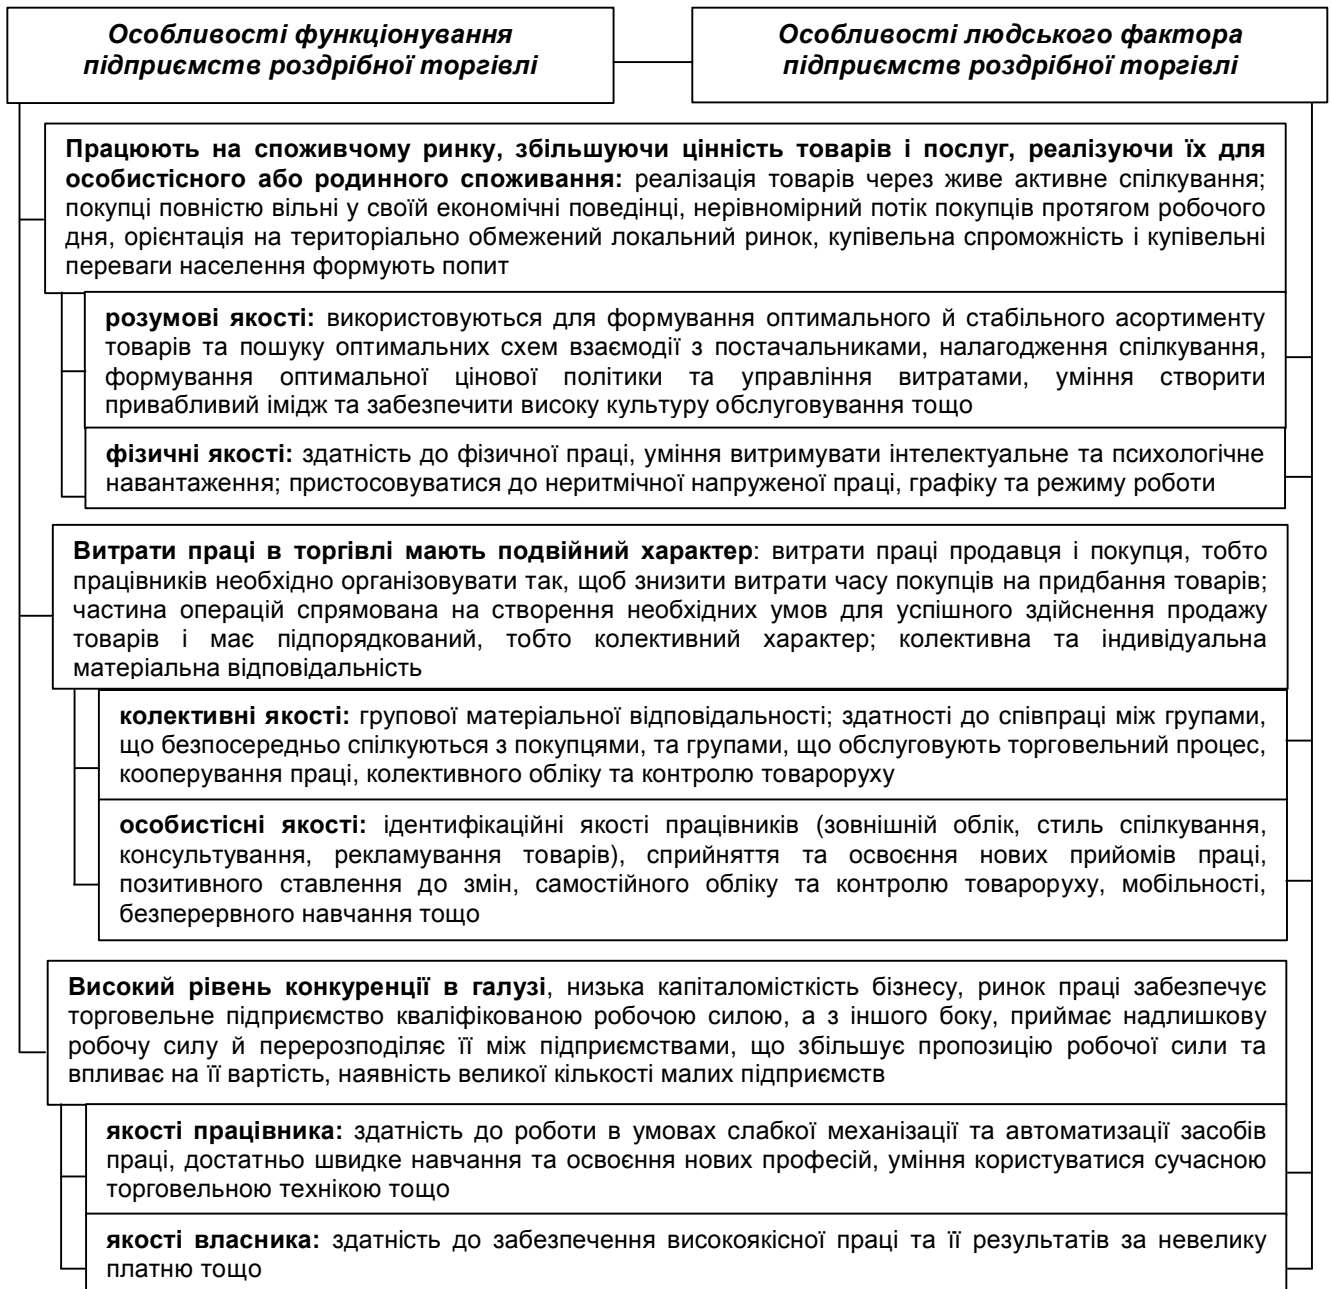 Особливості функціонування
підприємств роздрібної торгівлі
Особливості людського фактора
підприємств роздрібної торгівлі
Працюють на споживчому ринку, збільшуючи цінність товарів і послуг, реалізуючи їх для
особистісного або родинного споживання: реалізація товарів через живе активне спілкування;
покупці повністю вільні у своїй економічні поведінці, нерівномірний потік покупців протягом робочого
дня, орієнтація на територіально обмежений локальний ринок, купівельна спроможність і купівельні
переваги населення формують попит
розумові якості: використовуються для формування оптимального й стабільного асортименту
товарів та пошуку оптимальних схем взаємодії з постачальниками, налагодження спілкування,
формування оптимальної цінової політики та управління витратами, уміння створити
привабливий імідж та забезпечити високу культуру обслуговування тощо
фізичні якості: здатність до фізичної праці, уміння витримувати інтелектуальне та психологічне
навантаження; пристосовуватися до неритмічної напруженої праці, графіку та режиму роботи
Витрати праці в торгівлі мають подвійний характер: витрати праці продавця і покупця, тобто
працівників необхідно організовувати так, щоб знизити витрати часу покупців на придбання товарів;
частина операцій спрямована на створення необхідних умов для успішного здійснення продажу
товарів і має підпорядкований, тобто колективний характер; колективна та індивідуальна
матеріальна відповідальність
колективні якості: групової матеріальної відповідальності; здатності до співпраці між групами,
що безпосередньо спілкуються з покупцями, та групами, що обслуговують торговельний процес,
кооперування праці, колективного обліку та контролю товароруху
особистісні якості: ідентифікаційні якості працівників (зовнішній облік, стиль спілкування,
консультування, рекламування товарів), сприйняття та освоєння нових прийомів праці,
позитивного ставлення до змін, самостійного обліку та контролю товароруху, мобільності,
безперервного навчання тощо
Високий рівень конкуренції в галузі, низька капіталомісткість бізнесу, ринок праці забезпечує
торговельне підприємство кваліфікованою робочою силою, а з іншого боку, приймає надлишкову
робочу силу й перерозподіляє її між підприємствами, що збільшує пропозицію робочої сили та
впливає на її вартість, наявність великої кількості малих підприємств
якості працівника: здатність до роботи в умовах слабкої механізації та автоматизації засобів
праці, достатньо швидке навчання та освоєння нових професій, уміння користуватися сучасною
торговельною технікою тощо
якості власника: здатність до забезпечення високоякісної праці та її результатів за невелику
платню тощо